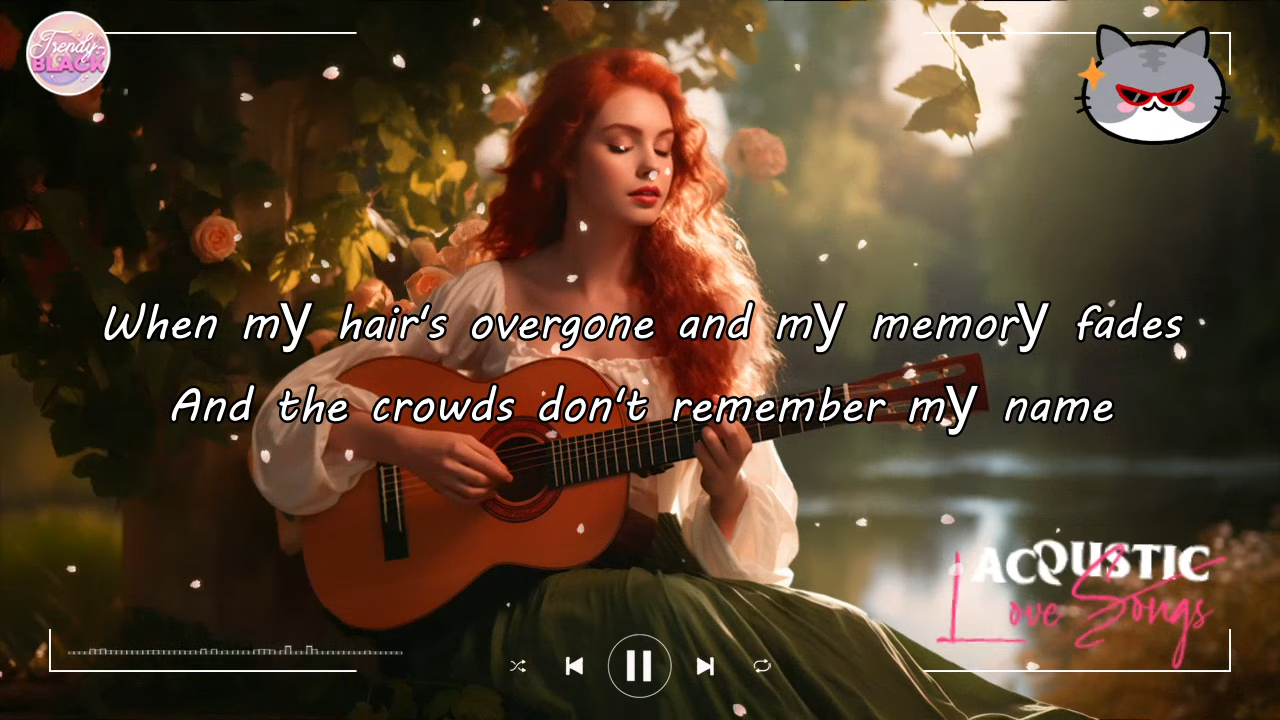 Trendy
BLACK
When my hair's overgone and my memory fades
And the crowds don't remember my name
ACOUSTIC
Love Songs